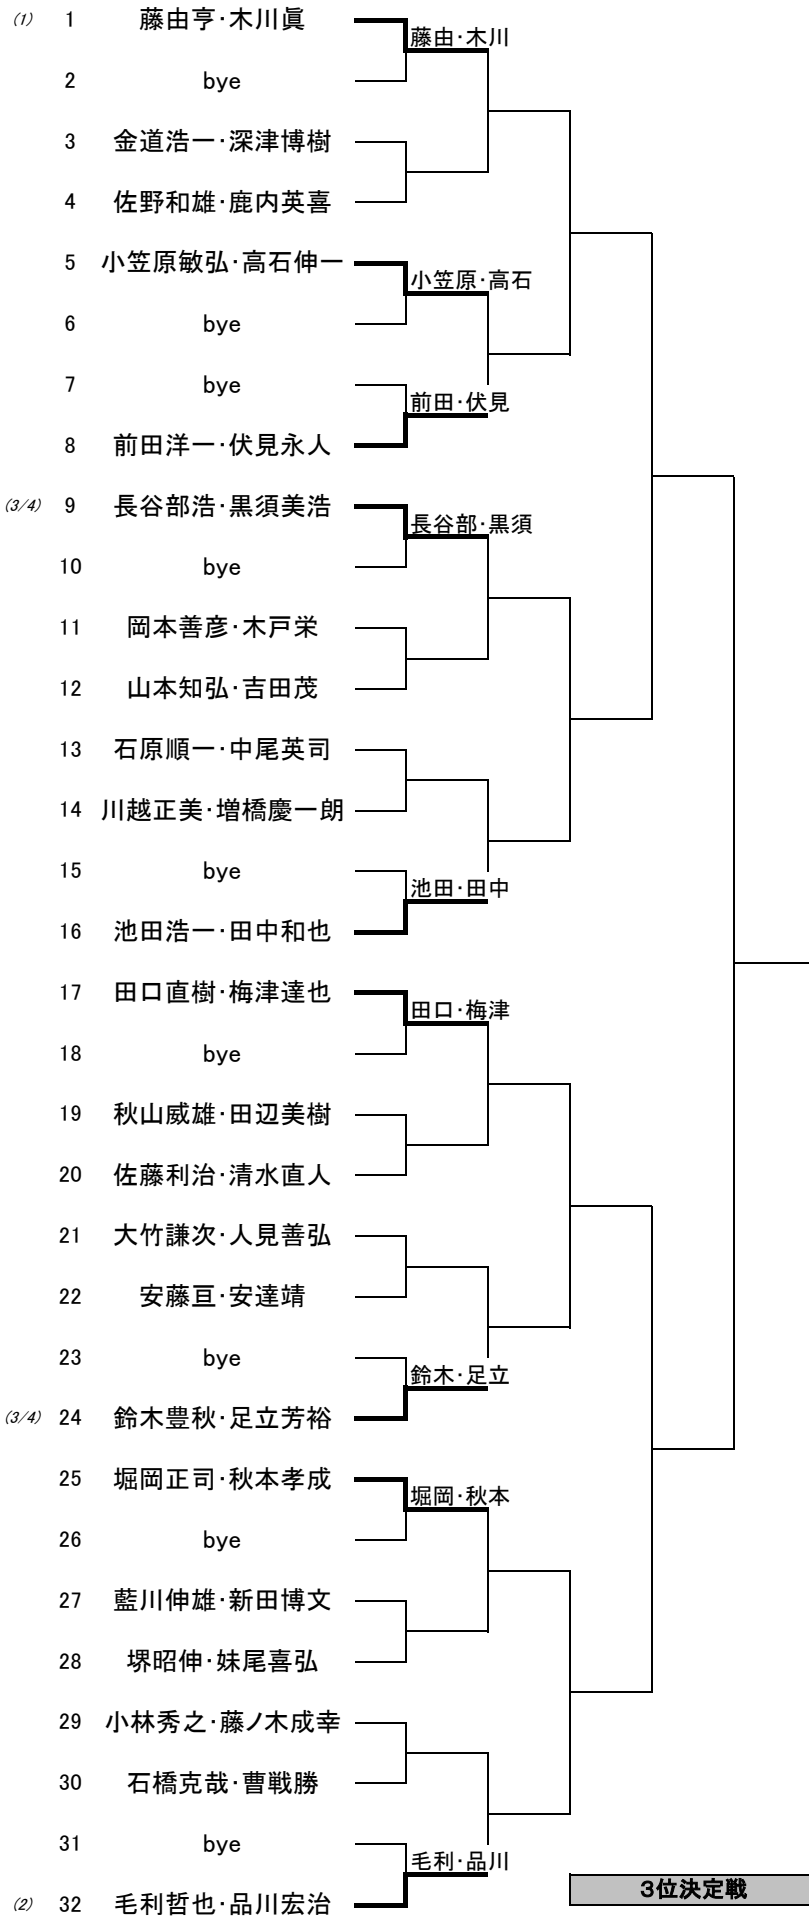 (1) 1 藤由亨・木川眞
藤由・木川
2 bye
3 金道浩一・深津博樹
4 佐野和雄・鹿内英喜
5 小笠原敏弘・高石伸一
小笠原・高石
6 bye
7 bye
前田・伏見
8 前田洋一・伏見永人
(3/4) 9 長谷部浩・黒須美浩
長谷部・黒須
10 bye
11 岡本善彦・木戸栄
12 山本知弘・吉田茂
13 石原順一・中尾英司
14 川越正美・増橋慶一朗
15 bye
池田・田中
16 池田浩一・田中和也
17 田口直樹・梅津達也
田口・梅津
18 bye
19 秋山威雄・田辺美樹
20 佐藤利治・清水直人
21 大竹謙次・人見善弘
22 安藤亘・安達靖
23 bye
鈴木・足立
(3/4) 24 鈴木豊秋・足立芳裕
25 堀岡正司・秋本孝成
堀岡・秋本
26 bye
27 藍川伸雄・新田博文
28 堺昭伸・妹尾喜弘
29 小林秀之・藤ノ木成幸
30 石橋克哉・曹戦勝
31 bye
毛利・品川
3位決定戦
(2) 32 毛利哲也・品川宏治